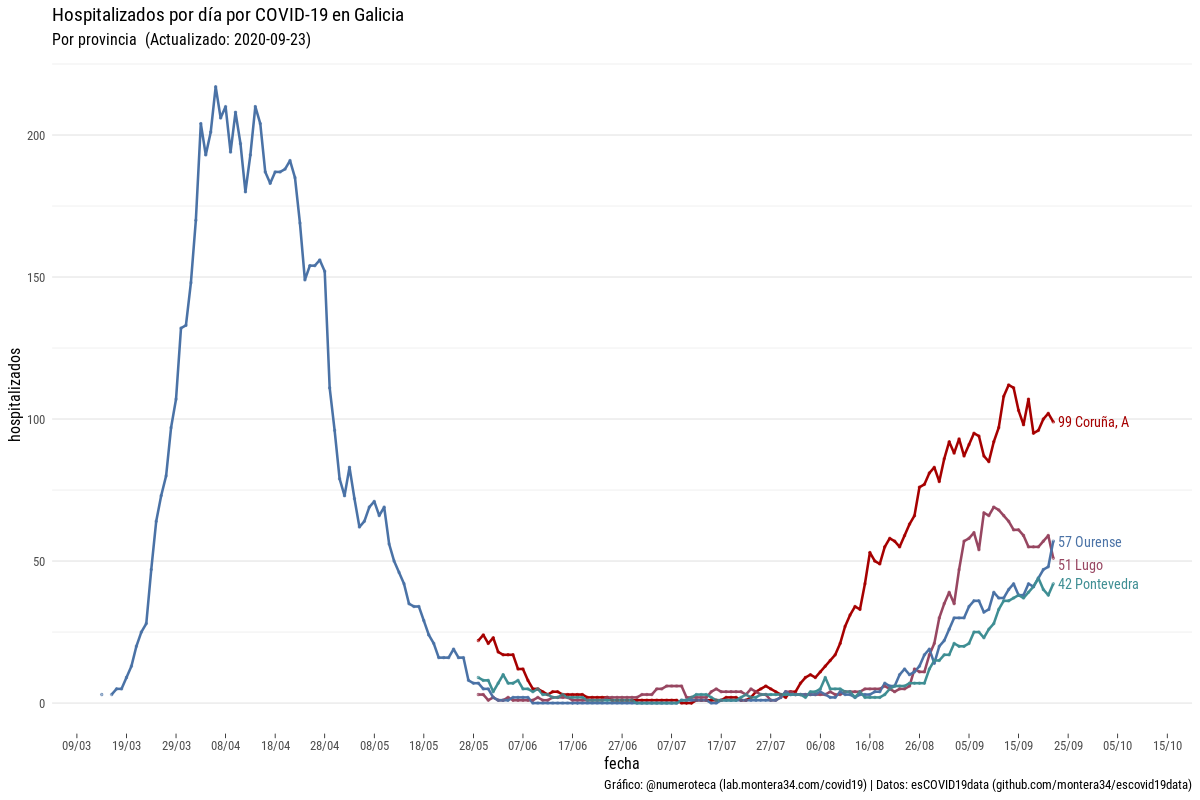 Hospitalizados por día por COVID-19 en Galicia
Por provincia  (Actualizado: 2020-09-23)
hospitalizados
200
150
100
50
0
99 Coruña, A
57 Ourense
51 Lugo
42 Pontevedra
09/03 19/03 29/03 08/04 18/04 28/04 08/05 18/05 28/05 07/06 17/06 27/06 07/07 17/07 27/07 06/08 16/08 26/08 05/09 15/09 25/09 05/10 15/10
fecha
Gráfico: @numeroteca (lab.montera34.com/covid19) | Datos: esCOVID19data (github.com/montera34/escovid19data)